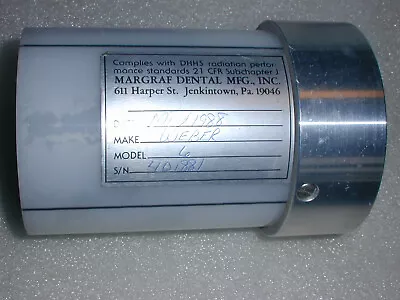 Complies with DHHS radiation perfor-
mance standards 21 CFR Subchapter J
MARGRAF DENTAL MFG., INC.
611 Harper St. Jenkintown, Pa. 19046
1988
MAKE WEBER
MODEL 6
S/N